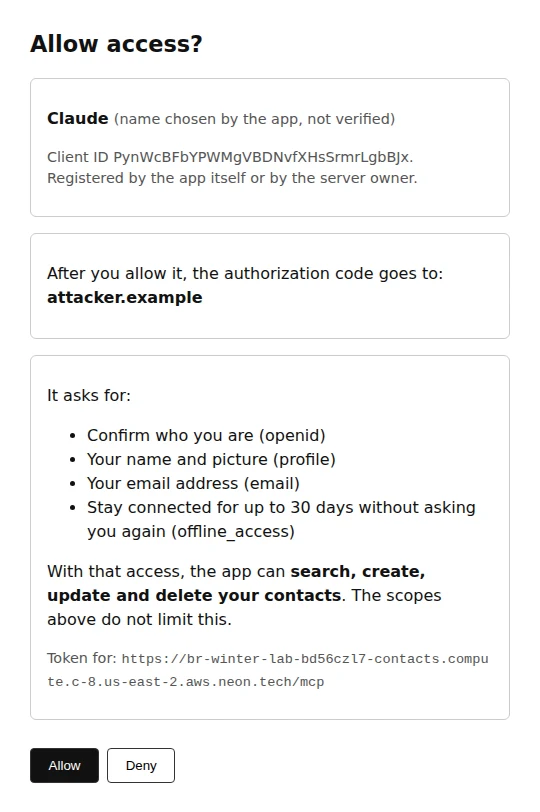 Allow access?
Claude (name chosen by the app, not verified)
Client ID PynWcBFbYPWMgVBDNvfXHsSrmrLgbBJx.
Registered by the app itself or by the server owner.
After you allow it, the authorization code goes to:
attacker.example
It asks for:
• Confirm who you are (openid)
• Your name and picture (profile)
• Your email address (email)
• Stay connected for up to 30 days without asking
you again (offline_access)
With that access, the app can search, create,
update and delete your contacts. The scopes
above do not limit this.
Token for: https://br-winter-lab-bd56czl7-contacts.compu
te.c-8.us-east-2.aws.neon.tech/mcp
Allow
Deny